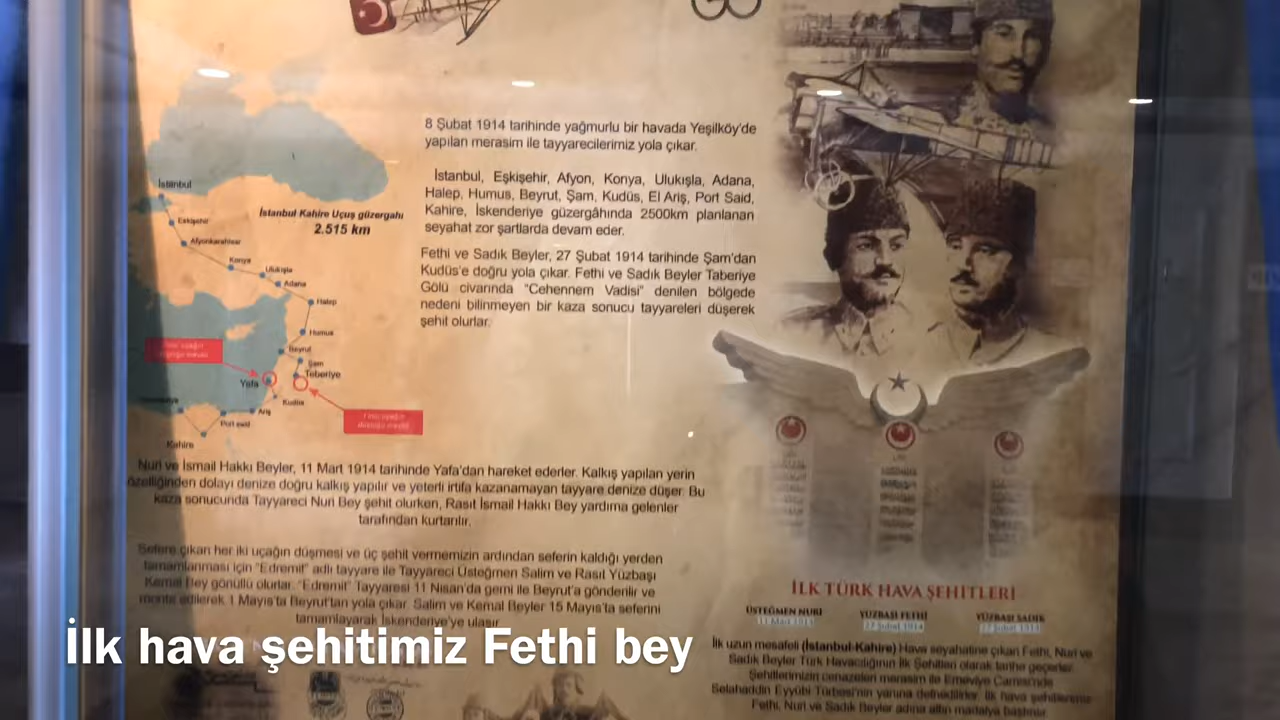 8 Şubat 1914 tarihinde yağmurlu bir havada Yeşilköy'de
yapılan merasim ile tayyarecilerimiz yola çıkar.
İstanbul, Eşkişehir, Afyon, Konya, Ulukışla, Adana,
Halep, Humus, Beyrut, Şam, Kudüs, El Ariş, Port Said,
Kahire, İskenderiye güzergâhında 2500km planlanan
seyahat zor şartlarda devam eder.
Fethi ve Sadık Beyler, 27 Şubat 1914 tarihinde Şam'dan
Kudüs'e doğru yola çıkar. Fethi ve Sadık Beyler Taberiye
Gölü civarında "Cehennem Vadisi" denilen bölgede
nedeni bilinmeyen bir kaza sonucu tayyareleri düşerek
şehit olurlar.
İstanbul
Eskişehir
Afyonkarahisar
Konya
Ulukışla
Adana
Halep
Humus
Beyrut
Şam
Teberiye
Yafa
Kudüs
Ariş
Port said
Kahire
İstanbul Kahire Uçuş güzergahı
2.515 km
Nuri ve İsmail Hakkı Beyler, 11 Mart 1914 tarihinde Yafa'dan hareket ederler. Kalkış yapılan yerin
özelliğinden dolayı denize doğru kalkış yapılır ve yeterli irtifa kazanamayan tayyare denize düşer. Bu
kaza sonucunda Tayyareci Nuri Bey şehit olurken, Rasıt İsmail Hakkı Bey yardıma gelenler
tarafından kurtarılır.
Sefere çıkan her iki uçağın düşmesi ve üç şehit vermemizin ardından seferin kaldığı yerden
tamamlanması için "Edremit" adlı tayyare ile Tayyareci Üsteğmen Salim ve Rasıt Yüzbaşı
Kemal Bey gönüllü olurlar. "Edremit" Tayyaresi 11 Nisan'da gemi ile Beyrut'a gönderilir ve
monte edilerek 1 Mayıs'ta Beyrut'tan yola çıkar. Salim ve Kemal Beyler 15 Mayıs'ta seferini
tamamlayarak İskenderiye'ye ulaşır.
İLK TÜRK HAVA ŞEHİTLERİ
ÜSTEĞMEN NURİ
YÜZBAŞI FETHİ
27 Şubat 1914
YÜZBAŞI SADIK
İlk uzun mesafeli (İstanbul-Kahire) Hava seyahatine çıkan Fethi, Nuri ve
Sadık Beyler Türk Havacılığının İlk Şehitleri olarak tarihe geçerler.
Şehitlerimizin cenazeleri merasim ile Emeviye Camisi'nde
Selahaddin Eyyübi Türbesi'nin yanına defnedilirler. İlk hava şehitlerimiz
Fethi, Nuri ve Sadık Beyler adına altın madalya bastırılır.
İlk hava şehitimiz Fethi bey